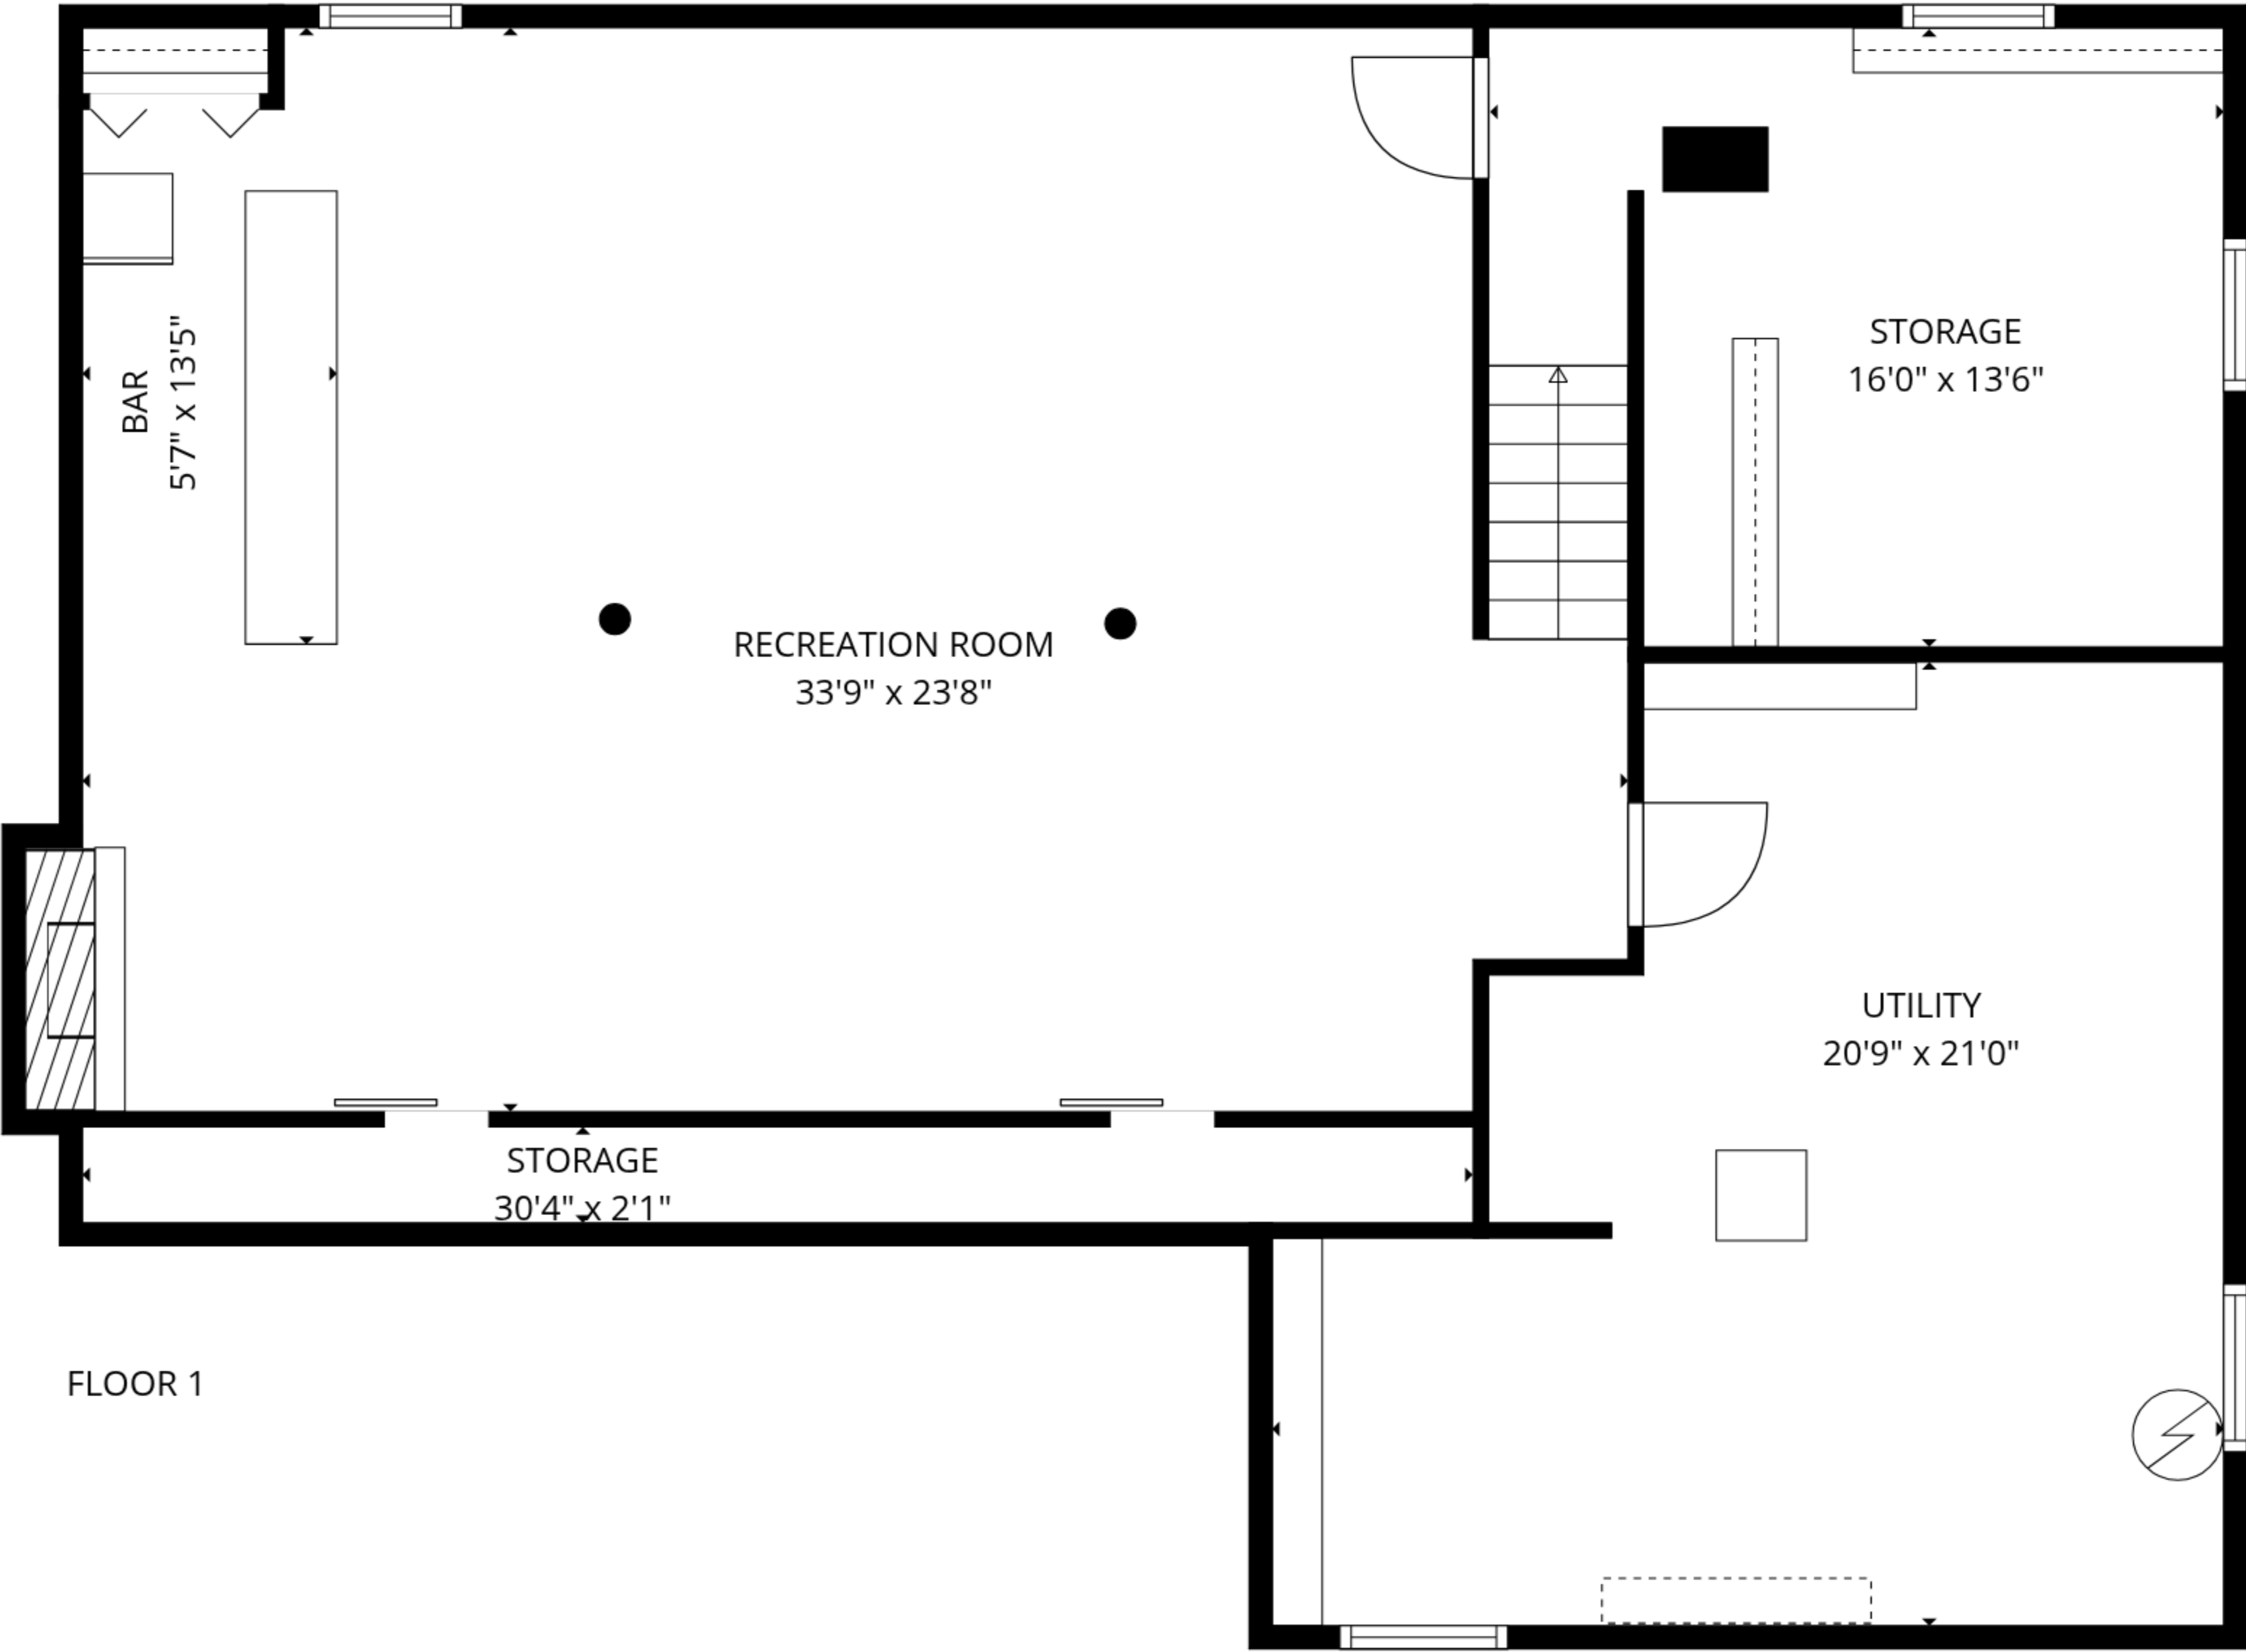 BAR
5'7" x 13'5"
STORAGE
16'0" x 13'6"
RECREATION ROOM
33'9" x 23'8"
UTILITY
20'9" x 21'0"
STORAGE
30'4" x 2'1"
FLOOR 1